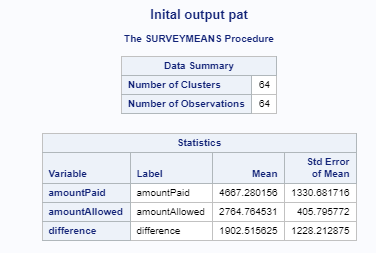 Inital output pat
The SURVEYMEANS Procedure
Data Summary
Number of Clusters 64
Number of Observations 64
Statistics
Variable Label Mean Std Error of Mean
amountPaid amountPaid 4667.280156 1330.681716
amountAllowed amountAllowed 2764.764531 405.795772
difference difference 1902.515625 1228.212875